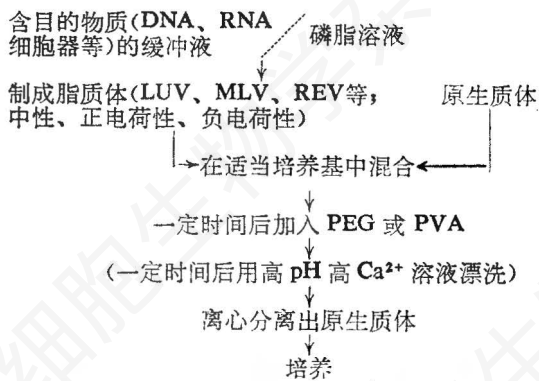 含目的物质(DNA、RNA
细胞器等)的缓冲液
磷脂溶液
制成脂质体(LUV、MLV、REV等；
中性、正电荷性、负电荷性)
原生质体
在适当培养基中混合
一定时间后加入 PEG 或 PVA
(一定时间后用高 pH 高 Ca²⁺ 溶液漂洗)
离心分离出原生质体
培养